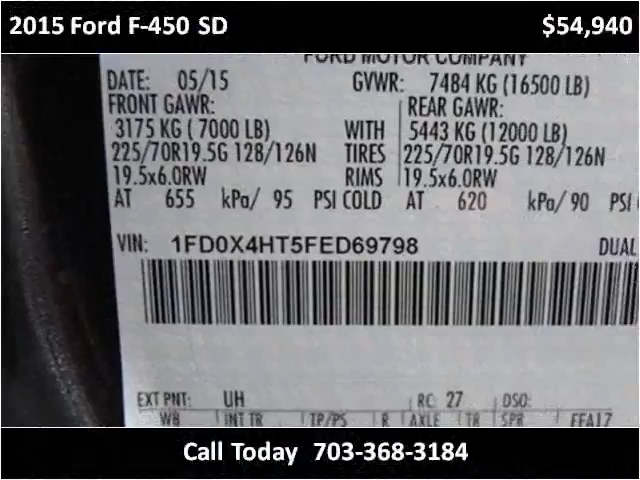 2015 Ford F-450 SD $54,940
FORD MOTOR COMPANY
DATE: 05/15 GVWR: 7484 KG (16500 LB)
FRONT GAWR: REAR GAWR:
3175 KG ( 7000 LB) WITH 5443 KG (12000 LB)
225/70R19.5G 128/126N TIRES 225/70R19.5G 128/126N
19.5x6.0RW RIMS 19.5x6.0RW
AT 655 kPa/ 95 PSI COLD AT 620 kPa/ 90 PSI
VIN: 1FD0X4HT5FED69798 DUAL
EXT PNT: UH RC: 27 DSO:
WB INT TR TP/PS R AXLE TR SPR FFA17
Call Today 703-368-3184